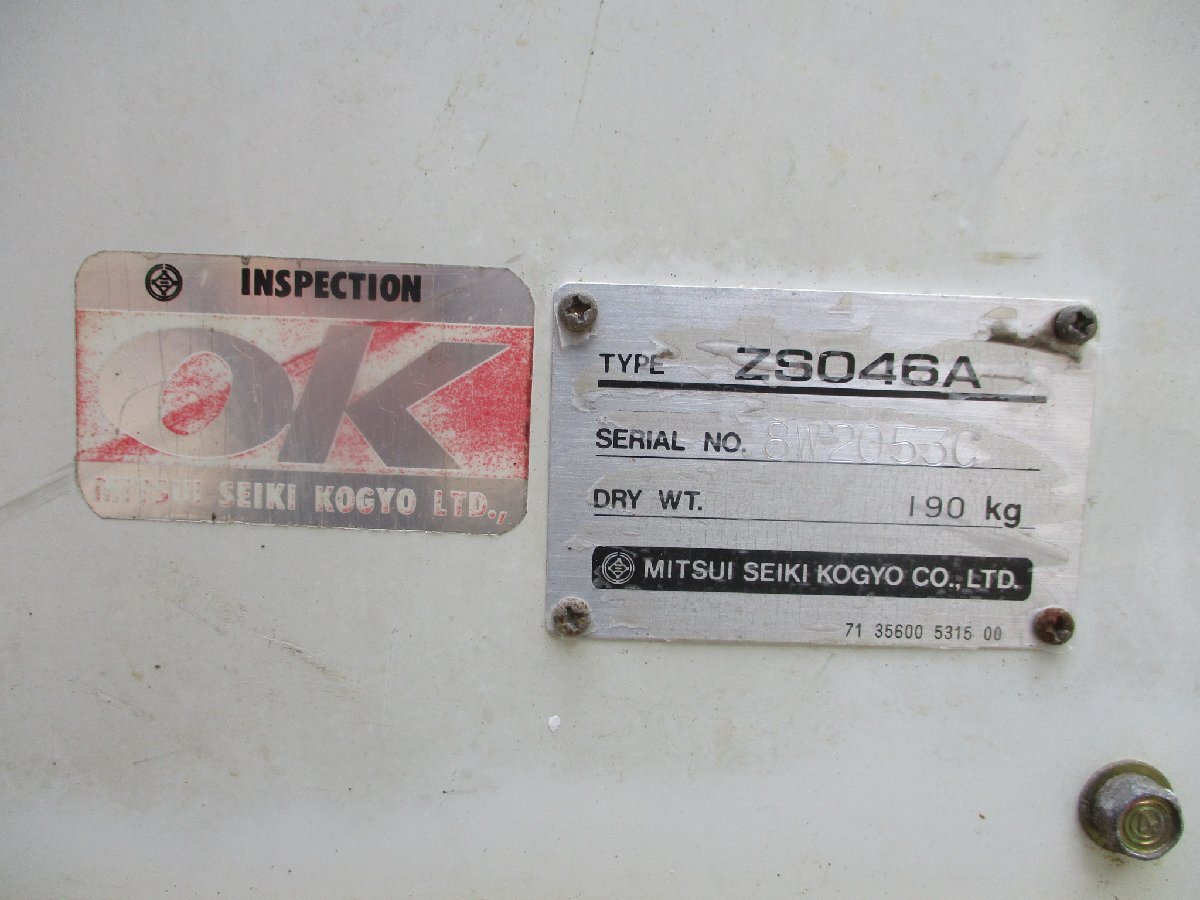 INSPECTION
OK
MITSUI SEIKI KOGYO LTD.,
TYPE ZS046A
SERIAL NO. 8W2053C
DRY WT. 190 kg
MITSUI SEIKI KOGYO CO., LTD.
71 35600 5315 00